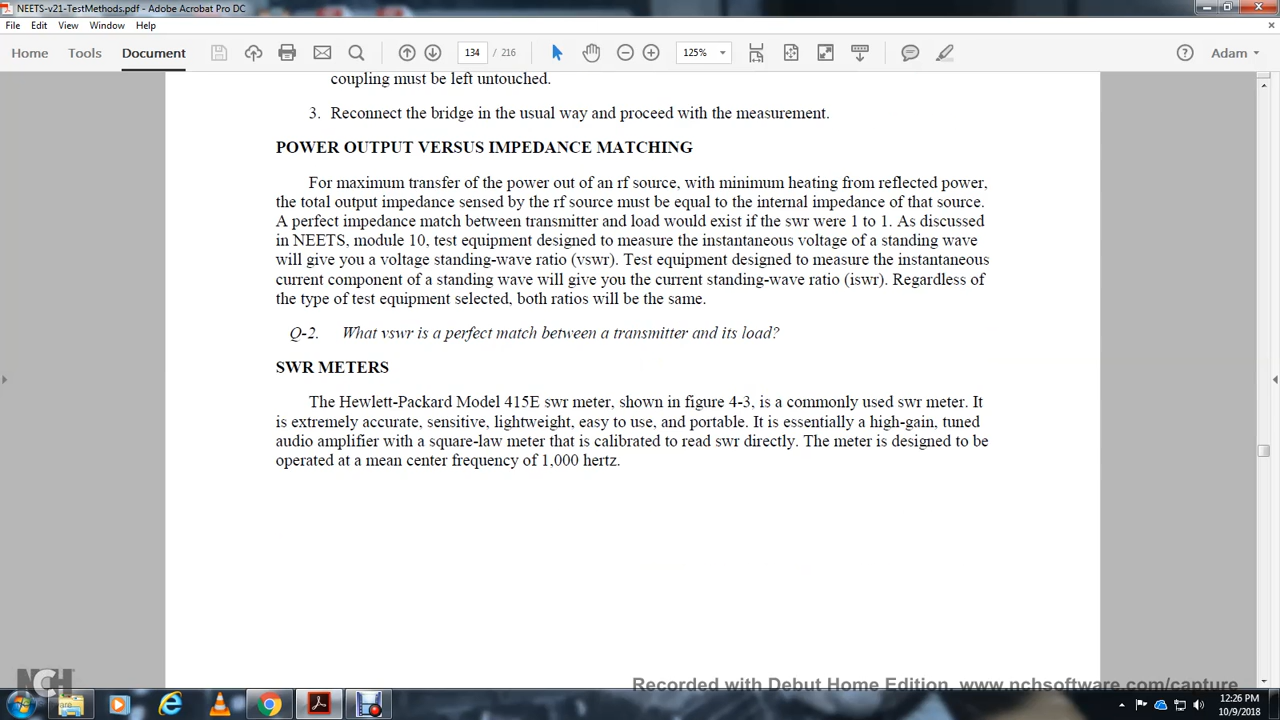 NEETS-v21-TestMethods.pdf - Adobe Acrobat Pro DC
File Edit View Window Help
Home Tools Document 134 / 216 125% Adam
coupling must be left untouched.
3. Reconnect the bridge in the usual way and proceed with the measurement.
POWER OUTPUT VERSUS IMPEDANCE MATCHING
For maximum transfer of the power out of an rf source, with minimum heating from reflected power,
the total output impedance sensed by the rf source must be equal to the internal impedance of that source.
A perfect impedance match between transmitter and load would exist if the swr were 1 to 1. As discussed
in NEETS, module 10, test equipment designed to measure the instantaneous voltage of a standing wave
will give you a voltage standing-wave ratio (vswr). Test equipment designed to measure the instantaneous
current component of a standing wave will give you the current standing-wave ratio (iswr). Regardless of
the type of test equipment selected, both ratios will be the same.
Q-2. What vswr is a perfect match between a transmitter and its load?
SWR METERS
The Hewlett-Packard Model 415E swr meter, shown in figure 4-3, is a commonly used swr meter. It
is extremely accurate, sensitive, lightweight, easy to use, and portable. It is essentially a high-gain, tuned
audio amplifier with a square-law meter that is calibrated to read swr directly. The meter is designed to be
operated at a mean center frequency of 1,000 hertz.
NCH
Recorded with Debut Home Edition. www.nchsoftware.com/capture
12:26 PM
10/9/2018